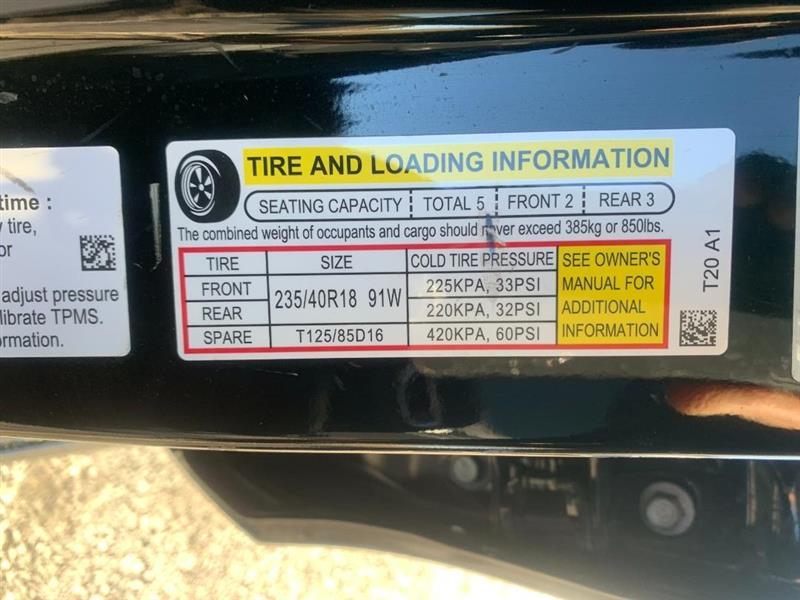 time :
tire,
or
adjust pressure
librate TPMS.
ormation.
TIRE AND LOADING INFORMATION
SEATING CAPACITY TOTAL 5 FRONT 2 REAR 3
The combined weight of occupants and cargo should never exceed 385kg or 850lbs.
TIRE SIZE COLD TIRE PRESSURE
FRONT 235/40R18 91W 225KPA, 33PSI
REAR 220KPA, 32PSI
SPARE T125/85D16 420KPA, 60PSI
SEE OWNER'S
MANUAL FOR
ADDITIONAL
INFORMATION
T20 A1